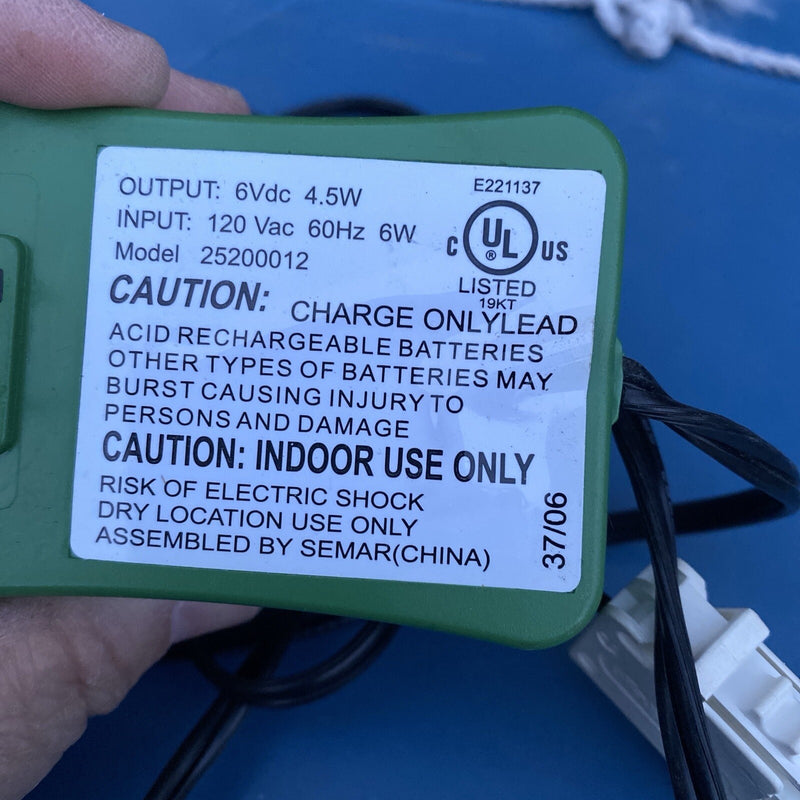 OUTPUT: 6Vdc 4.5W
INPUT: 120 Vac 60Hz 6W
Model 25200012
E221137
C UL US
®
LISTED
19KT
CAUTION: CHARGE ONLYLEAD
ACID RECHARGEABLE BATTERIES
OTHER TYPES OF BATTERIES MAY
BURST CAUSING INJURY TO
PERSONS AND DAMAGE
CAUTION: INDOOR USE ONLY
RISK OF ELECTRIC SHOCK
DRY LOCATION USE ONLY
ASSEMBLED BY SEMAR(CHINA)
37/06